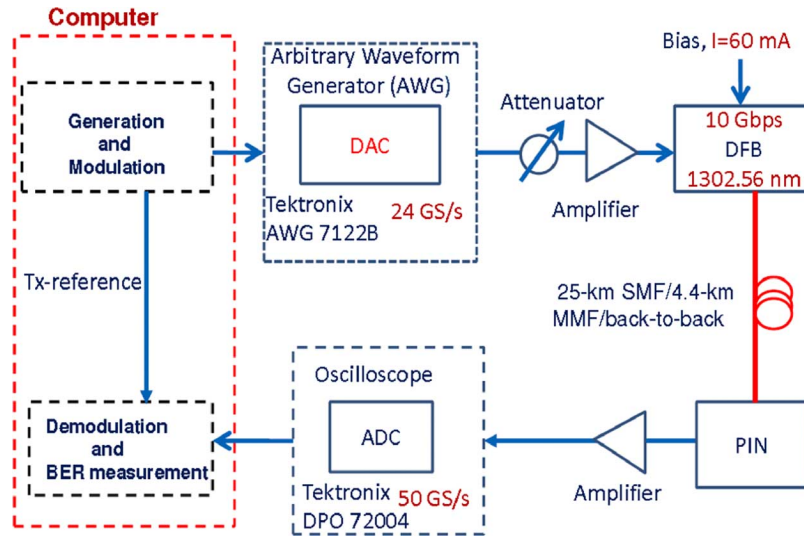 Computer
Generation
and
Modulation
Tx-reference
Demodulation
and
BER measurement
Arbitrary Waveform
Generator (AWG)
DAC
Tektronix 24 GS/s
AWG 7122B
Attenuator
Amplifier
Bias, I=60 mA
10 Gbps
DFB
1302.56 nm
25-km SMF/4.4-km
MMF/back-to-back
PIN
Amplifier
Oscilloscope
ADC
Tektronix 50 GS/s
DPO 72004